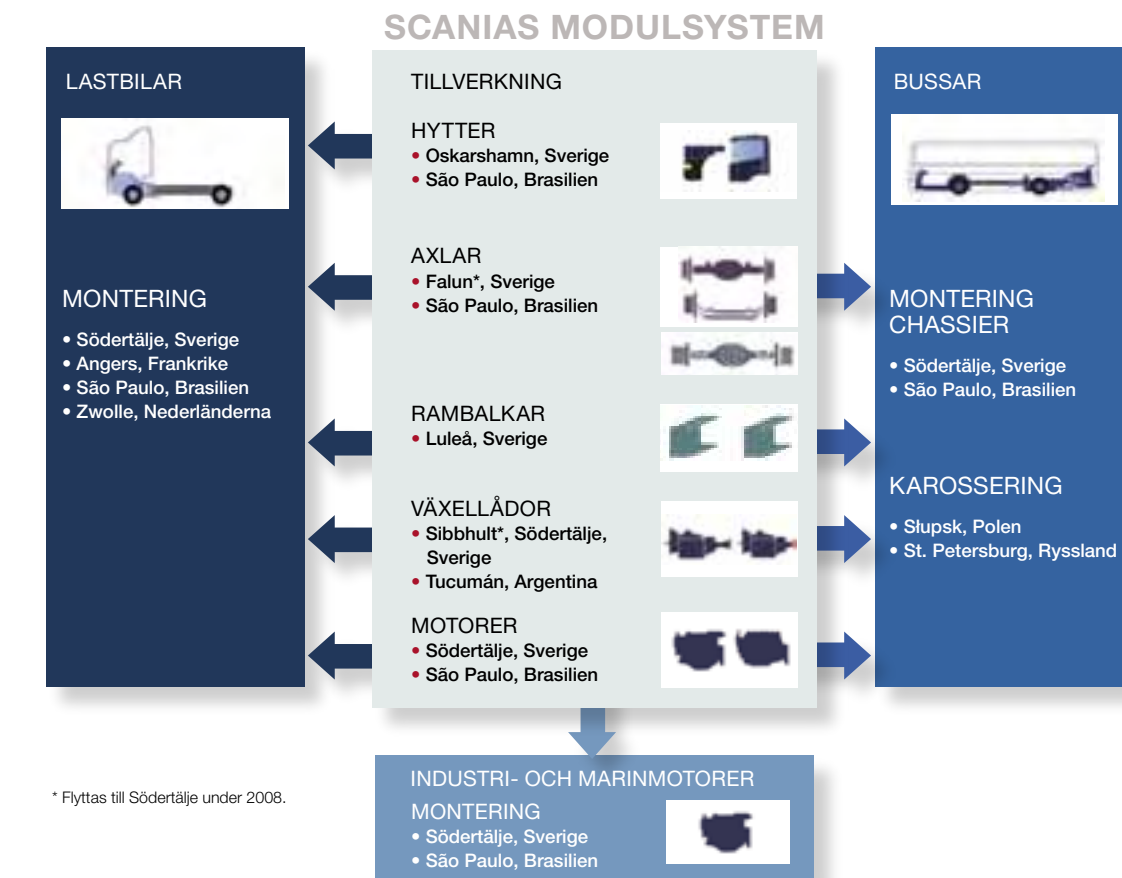 SCANIAS MODULSYSTEM
LASTBILAR
MONTERING
• Södertälje, Sverige
• Angers, Frankrike
• São Paulo, Brasilien
• Zwolle, Nederländerna
TILLVERKNING
HYTTER
• Oskarshamn, Sverige
• São Paulo, Brasilien
AXLAR
• Falun*, Sverige
• São Paulo, Brasilien
RAMBALKAR
• Luleå, Sverige
VÄXELLÅDOR
• Sibbhult*, Södertälje,
Sverige
• Tucumán, Argentina
MOTORER
• Södertälje, Sverige
• São Paulo, Brasilien
BUSSAR
MONTERING
CHASSIER
• Södertälje, Sverige
• São Paulo, Brasilien
KAROSSERING
• Słupsk, Polen
• St. Petersburg, Ryssland
INDUSTRI- OCH MARINMOTORER
MONTERING
• Södertälje, Sverige
• São Paulo, Brasilien
* Flyttas till Södertälje under 2008.